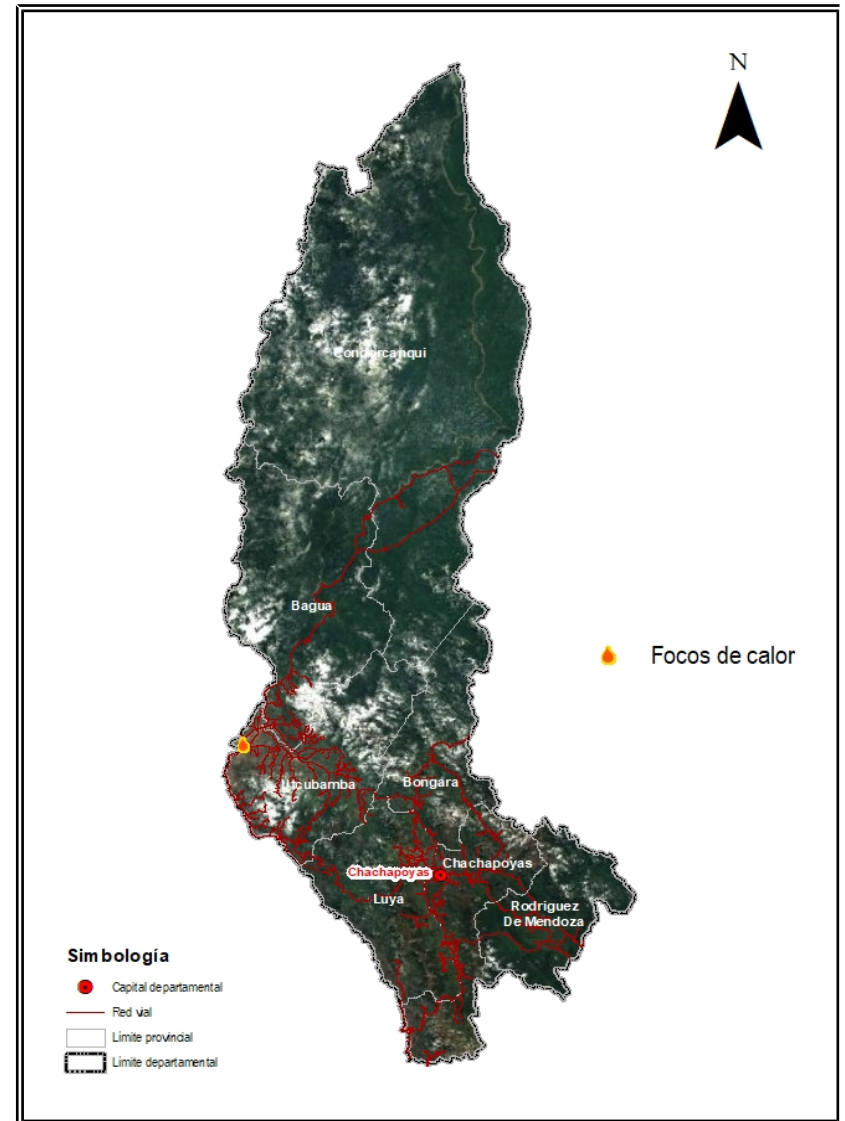 N
Condorcanqui
Bagua
Focos de calor
Utcubamba
Bongara
Chachapoyas
Chachapoyas
Luya
Rodriguez
De Mendoza
Simbología
Capital departamental
Red vial
Limite provincial
Limite departamental